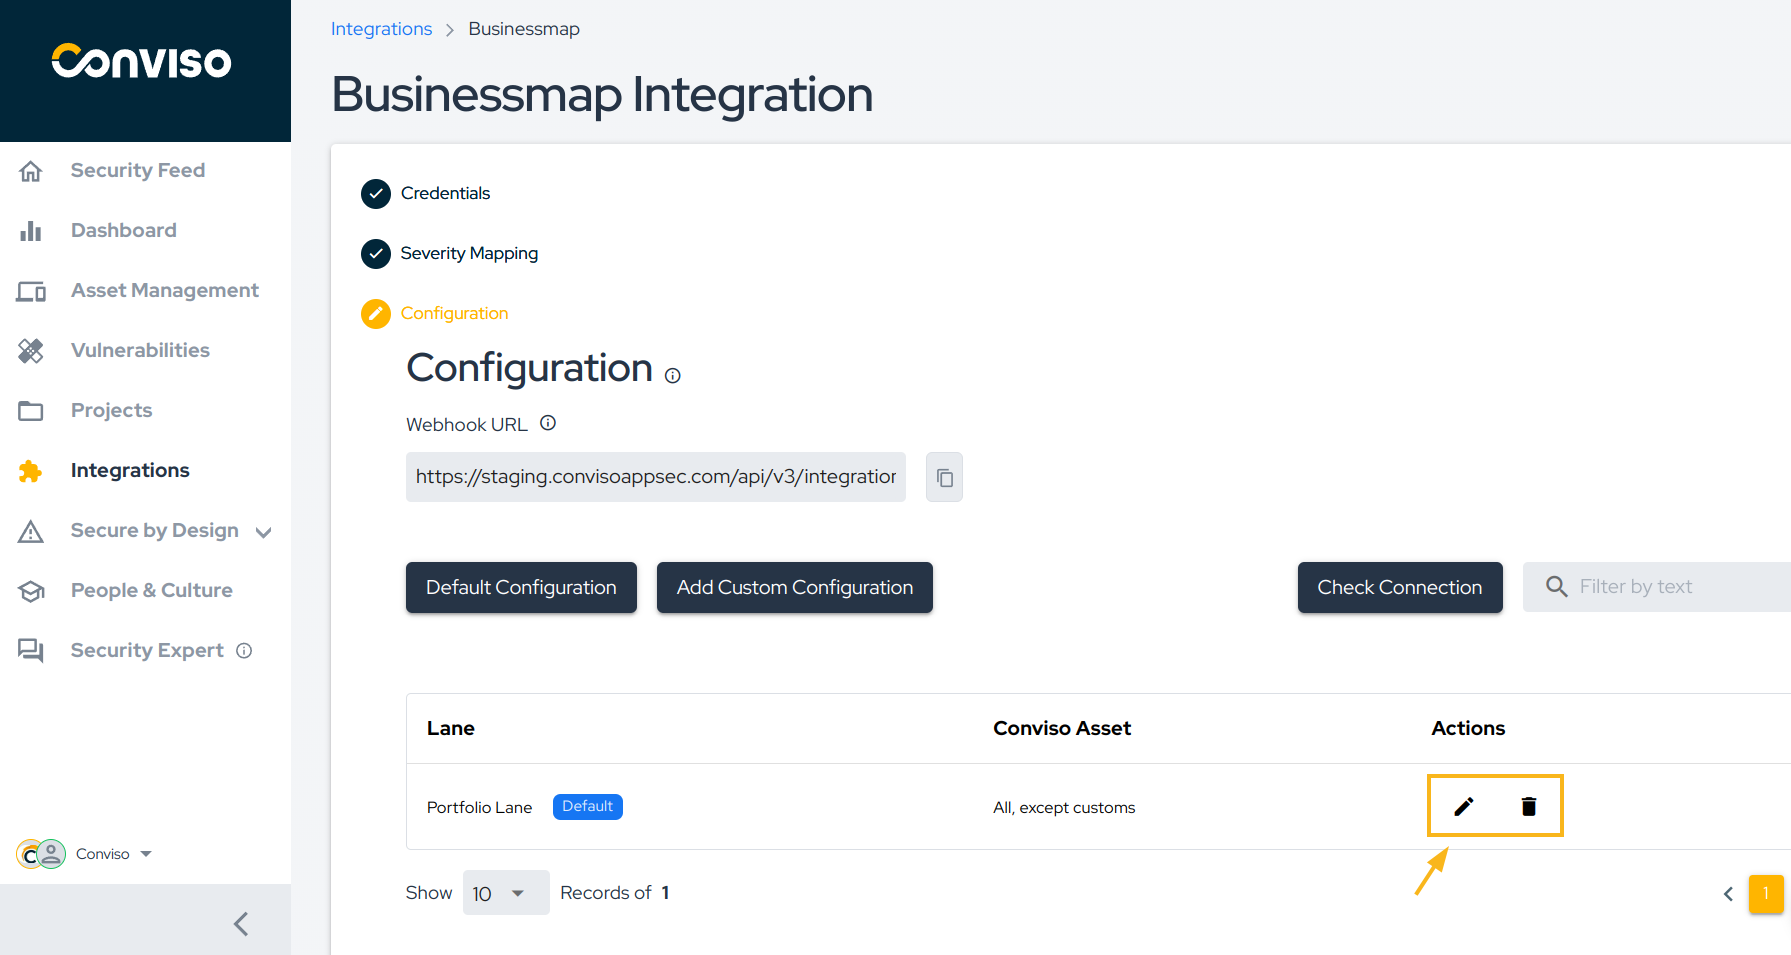 Conviso
Security Feed
Dashboard
Asset Management
Vulnerabilities
Projects
Integrations
Secure by Design
People & Culture
Security Expert
Conviso
Integrations > Businessmap
Businessmap Integration
Credentials
Severity Mapping
Configuration
Configuration
Webhook URL
https://staging.convisoappsec.com/api/v3/integration
Default Configuration Add Custom Configuration Check Connection Filter by text
Lane Conviso Asset Actions
Portfolio Lane Default All, except customs
Show 10 Records of 1 1